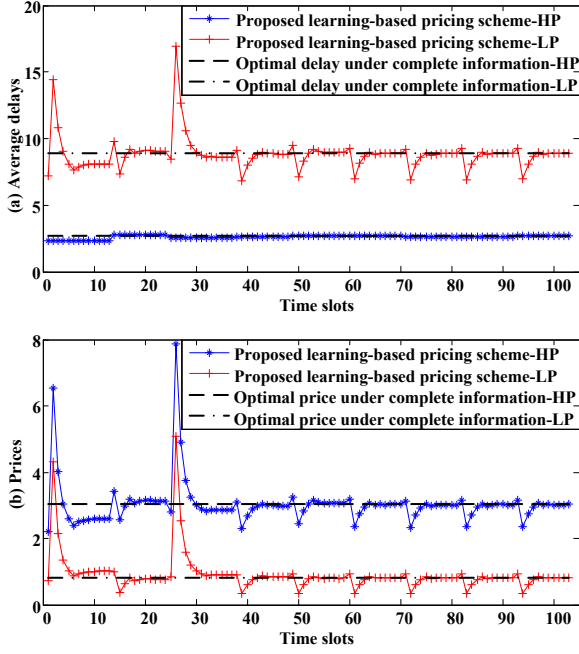 Proposed learning-based pricing scheme-HP
Proposed learning-based pricing scheme-LP
Optimal delay under complete information-HP
Optimal delay under complete information-LP
20
15
10
5
0
(a) Average delays
0 10 20 30 40 50 60 70 80 90 100
Time slots
Proposed learning-based pricing scheme-HP
Proposed learning-based pricing scheme-LP
Optimal price under complete information-HP
Optimal price under complete information-LP
8
6
4
2
0
(b) Prices
0 10 20 30 40 50 60 70 80 90 100
Time slots